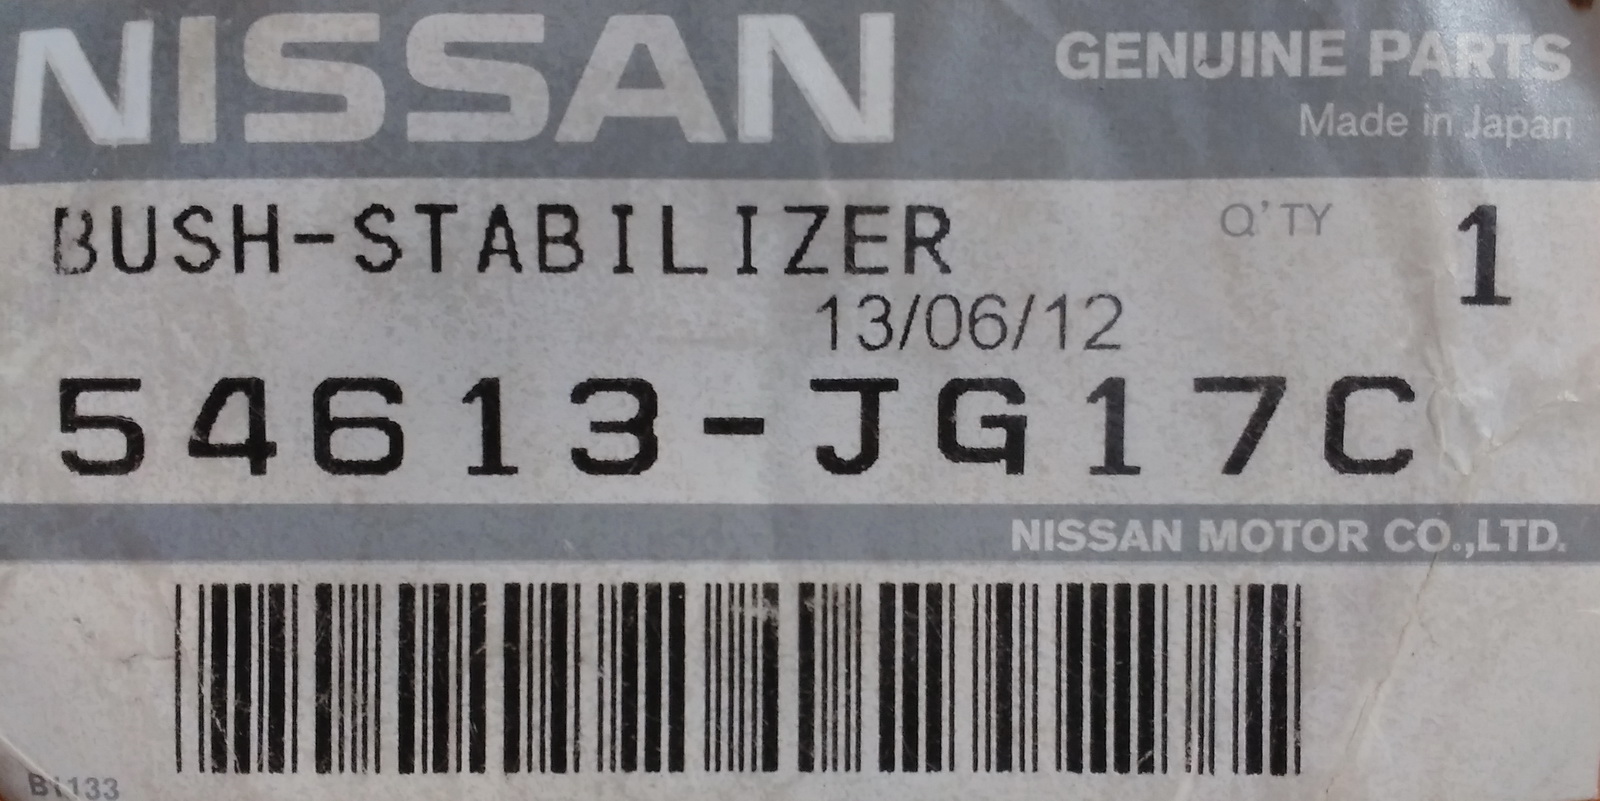 NISSAN
GENUINE PARTS
Made in Japan
BUSH-STABILIZER
Q'TY 1
13/06/12
54613-JG17C
NISSAN MOTOR CO.,LTD.
B1133